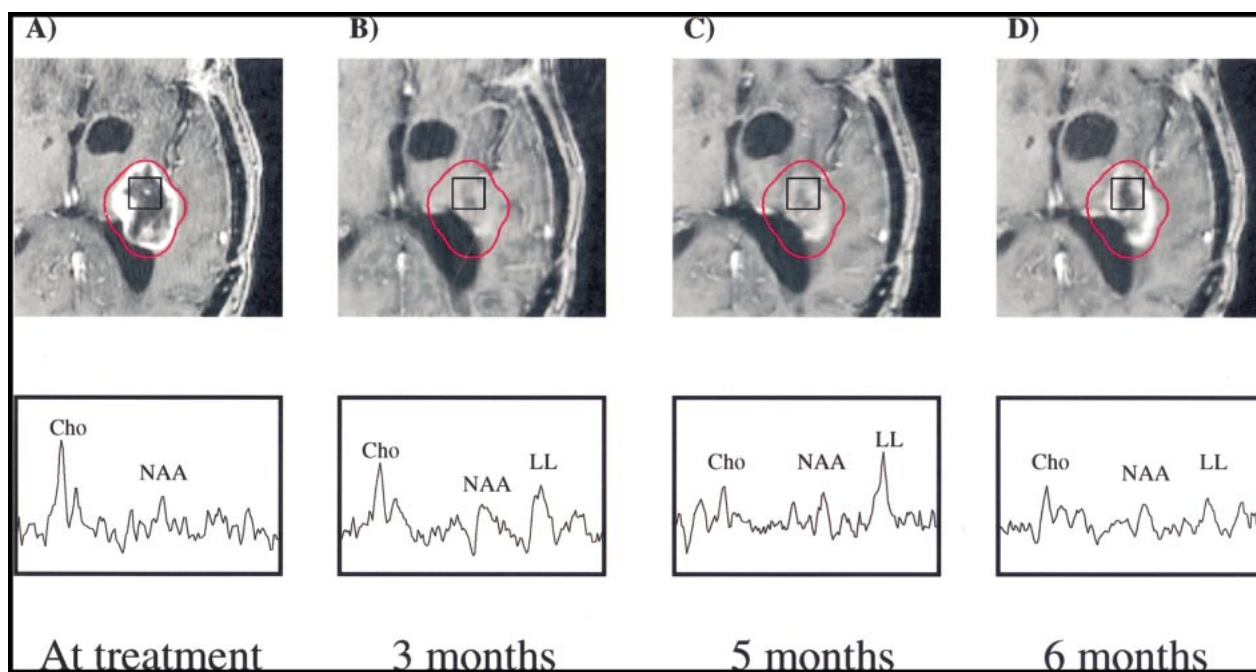 A)
B)
C)
D)
Cho
NAA
Cho
NAA
LL
Cho
NAA
LL
Cho
NAA
LL
At treatment
3 months
5 months
6 months